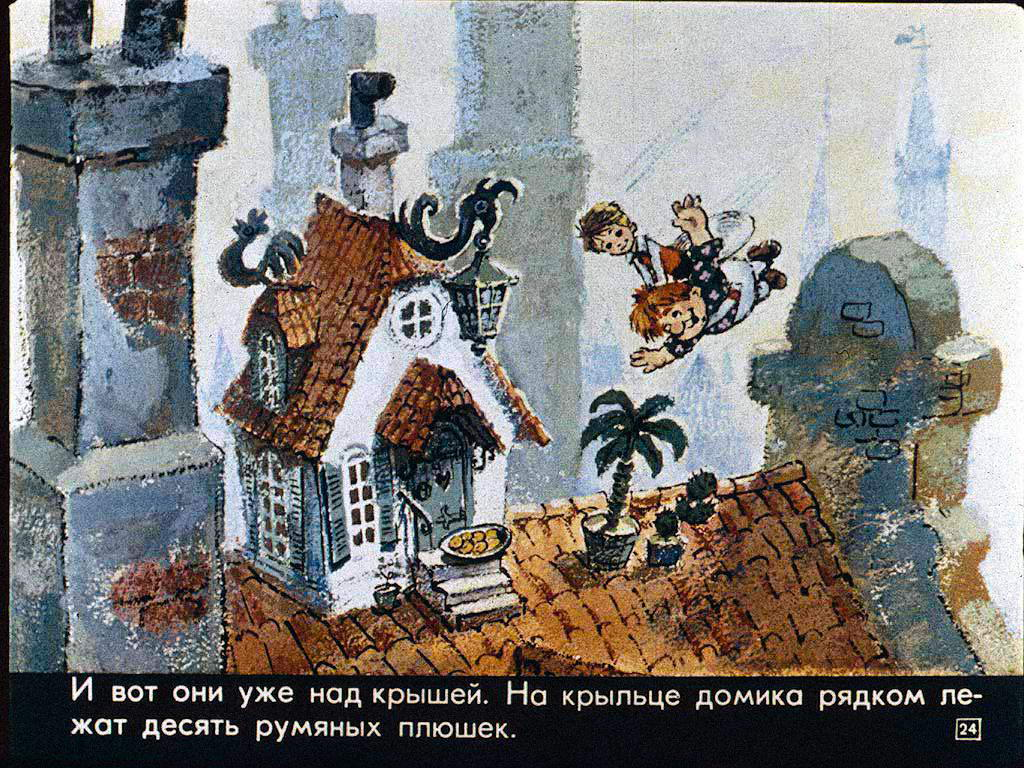 И вот они уже над крышей. На крыльце домика рядком ле-
жат десять румяных плюшек.
24